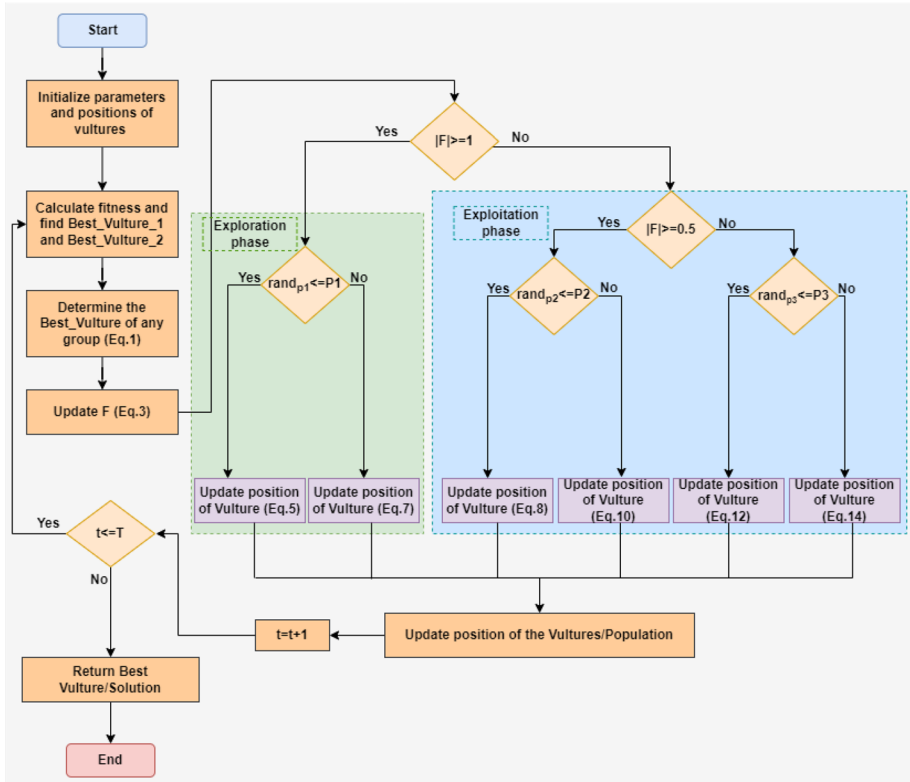 Start
Initialize parameters
and positions of
vultures
Calculate fitness and
find Best_Vulture_1
and Best_Vulture_2
Determine the
Best_Vulture of any
group (Eq.1)
Update F (Eq.3)
|F|>=1
Yes
No
Exploration
phase
rand_p1<=P1
Yes
No
Update position
of Vulture (Eq.5)
Update position
of Vulture (Eq.7)
Exploitation
phase
|F|>=0.5
Yes
No
rand_p2<=P2
Yes
No
rand_p3<=P3
Yes
No
Update position
of Vulture (Eq.8)
Update position
of Vulture
(Eq.10)
Update position
of Vulture
(Eq.12)
Update position
of Vulture
(Eq.14)
Update position of the Vultures/Population
t=t+1
t<=T
Yes
No
Return Best
Vulture/Solution
End